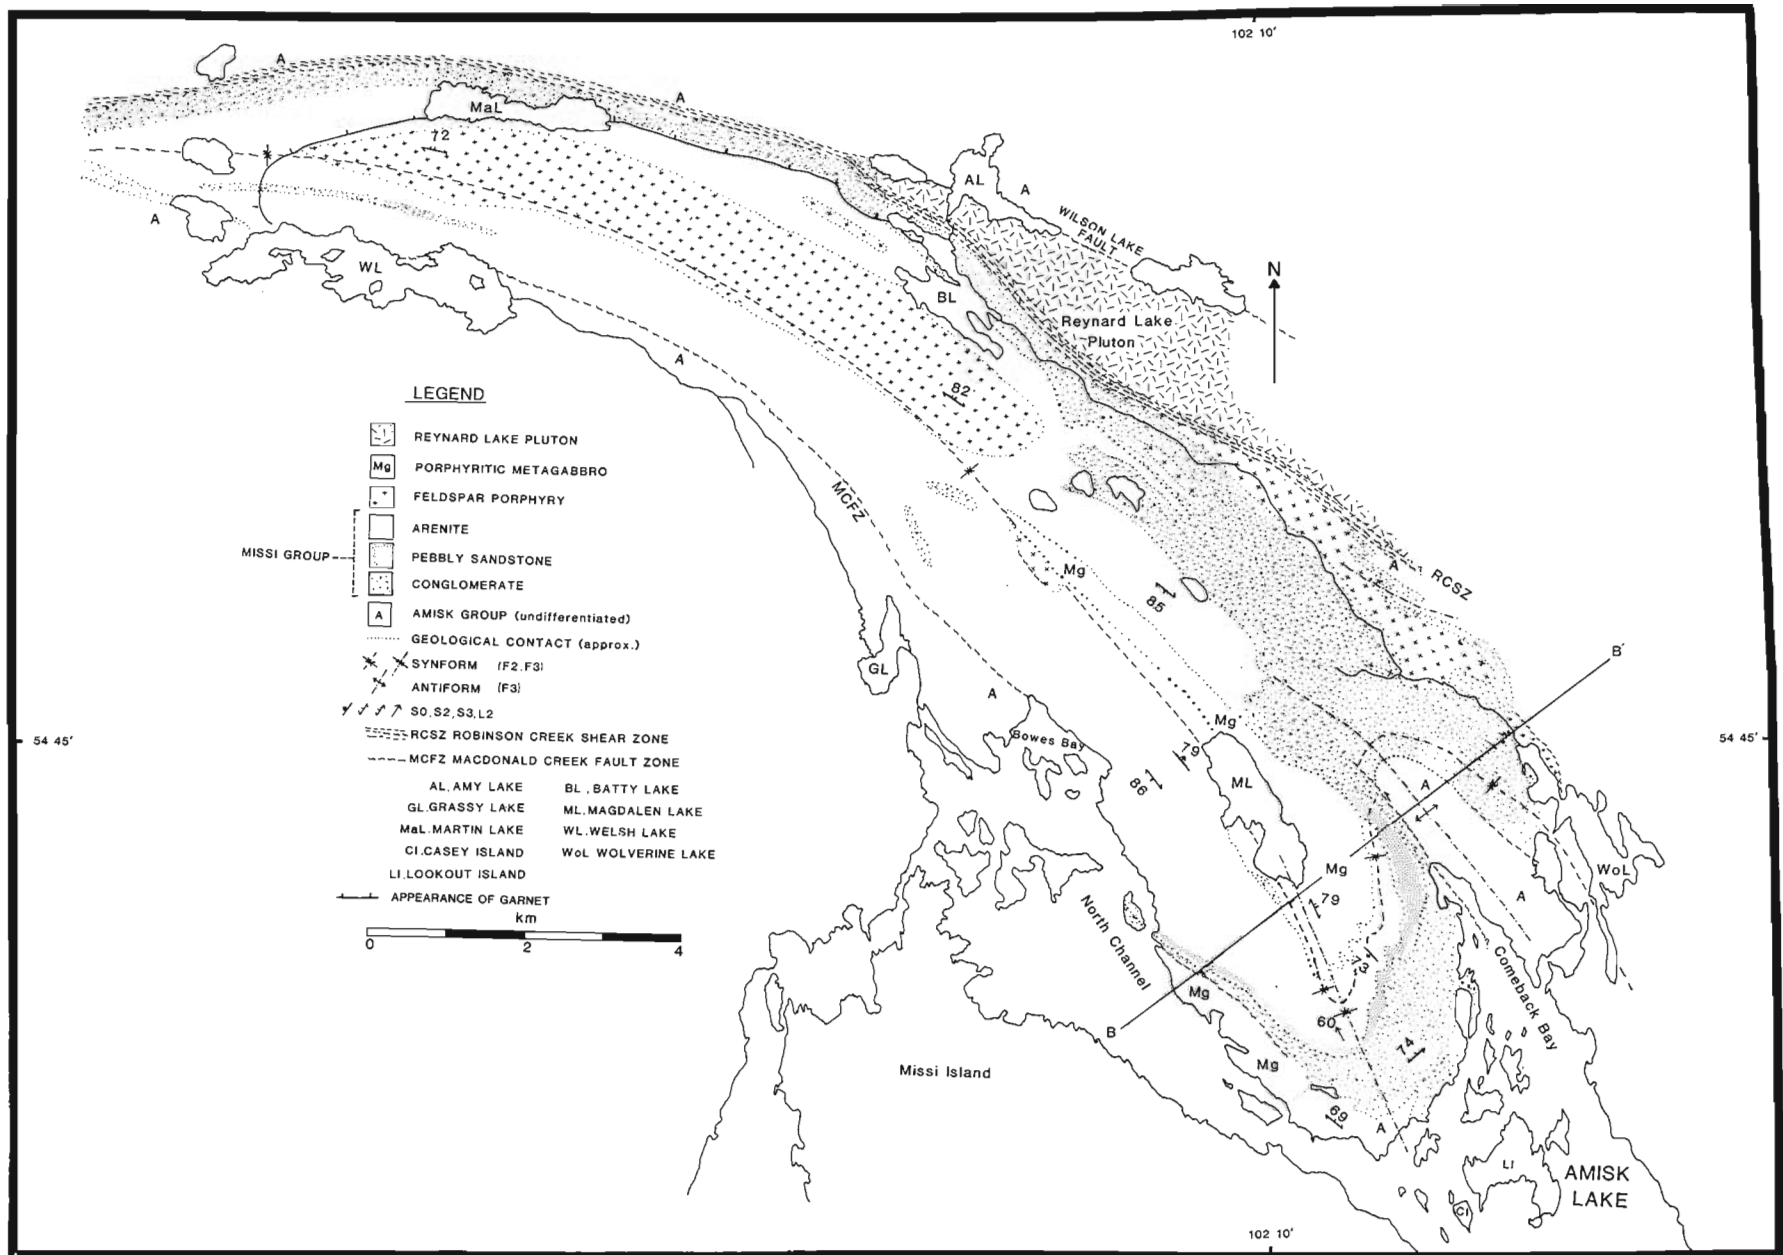 102 10'
A
A
MaL
72
AL
A
A
WILSON LAKE
FAULT
WL
BL
N
Reynard Lake
Pluton
A
82
LEGEND
REYNARD LAKE PLUTON
Mg PORPHYRITIC METAGABBRO
FELDSPAR PORPHYRY
ARENITE
MISSI GROUP
PEBBLY SANDSTONE
CONGLOMERATE
A AMISK GROUP (undifferentiated)
GEOLOGICAL CONTACT (approx.)
SYNFORM (F2,F3)
ANTIFORM (F3)
S0,S2,S3,L2
RCSZ ROBINSON CREEK SHEAR ZONE
MCFZ MACDONALD CREEK FAULT ZONE
AL, AMY LAKE BL, BATTY LAKE
GL.GRASSY LAKE ML.MAGDALEN LAKE
MaL.MARTIN LAKE WL.WELSH LAKE
CI.CASEY ISLAND WoL WOLVERINE LAKE
LI.LOOKOUT ISLAND
APPEARANCE OF GARNET
km
0 2 4
MCFZ
Mg
A
RCSZ
85
GL
A
B'
Mg
54 45'
54 45'
Bowes Bay
79
86
ML
A
Mg
WoL
79
A
North Channel
73
Comeback Bay
Mg
B
60
Missi Island
Mg
74
69
A
LI
AMISK
LAKE
CI
102 10'